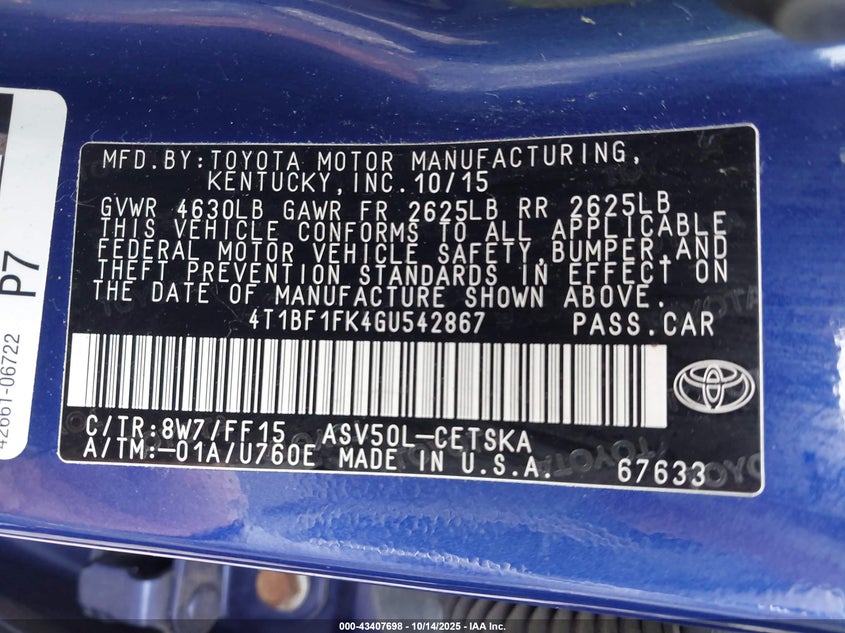 MFD.BY:TOYOTA MOTOR MANUFACTURING,
KENTUCKY,INC.10/15
GVWR 4630LB GAWR FR 2625LB RR 2625LB
THIS VEHICLE CONFORMS TO ALL APPLICABLE
FEDERAL MOTOR VEHICLE SAFETY,BUMPER,AND
THEFT PREVENTION STANDARDS IN EFFECT ON
THE DATE OF MANUFACTURE SHOWN ABOVE.
4T1BF1FK4GU542867 PASS.CAR
C/TR:8W7/FF15 ASV50L-CETSKA
A/TM:-01A/U760E MADE IN U.S.A. 67633
P7
42661-06722
000-43407698 - 10/14/2025 - IAA Inc.